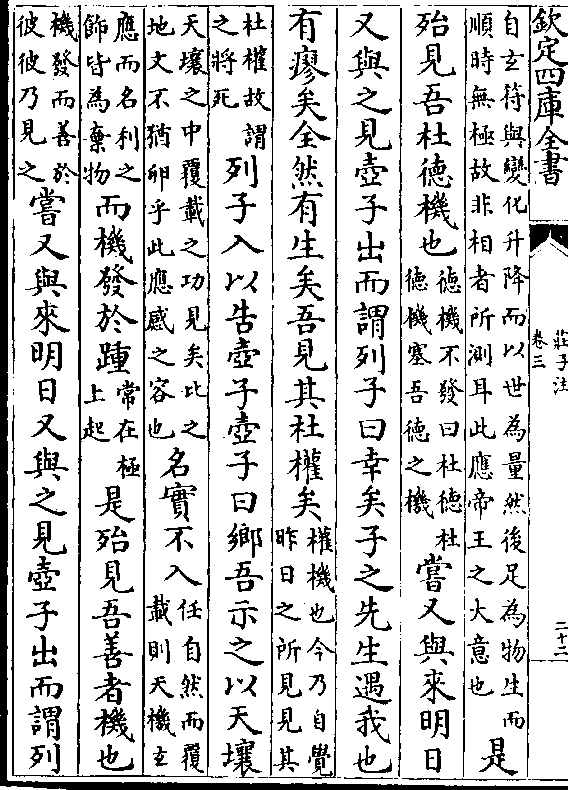 欽定四庫全書
莊子注
卷三
二十二
自玄符與變化升降而以世為量然後足為物生而
順時無極故非相者所測耳此應帝王之大意也
是
殆見吾杜德機也
德機不發曰杜德杜
德機塞吾德之機
嘗又與來明日
又與之見壺子出而謂列子曰幸矣子之先生遇我也
有瘳矣全然有生矣吾見其杜權矣
權機也今乃自覺
昨日之所見見其
杜權故謂
之將死
列子入以告壺子壺子曰鄉吾示之以天壤
天壤之中覆載之功見矣比之
地文不猶卵乎此應感之容也
名實不入
任自然而覆
載則天機玄
應而名利之
飾皆為棄物
而機發於踵
常在極
上起
是殆見吾善者機也
機發而善於
彼彼乃見之
嘗又與來明日又與之見壺子出而謂列